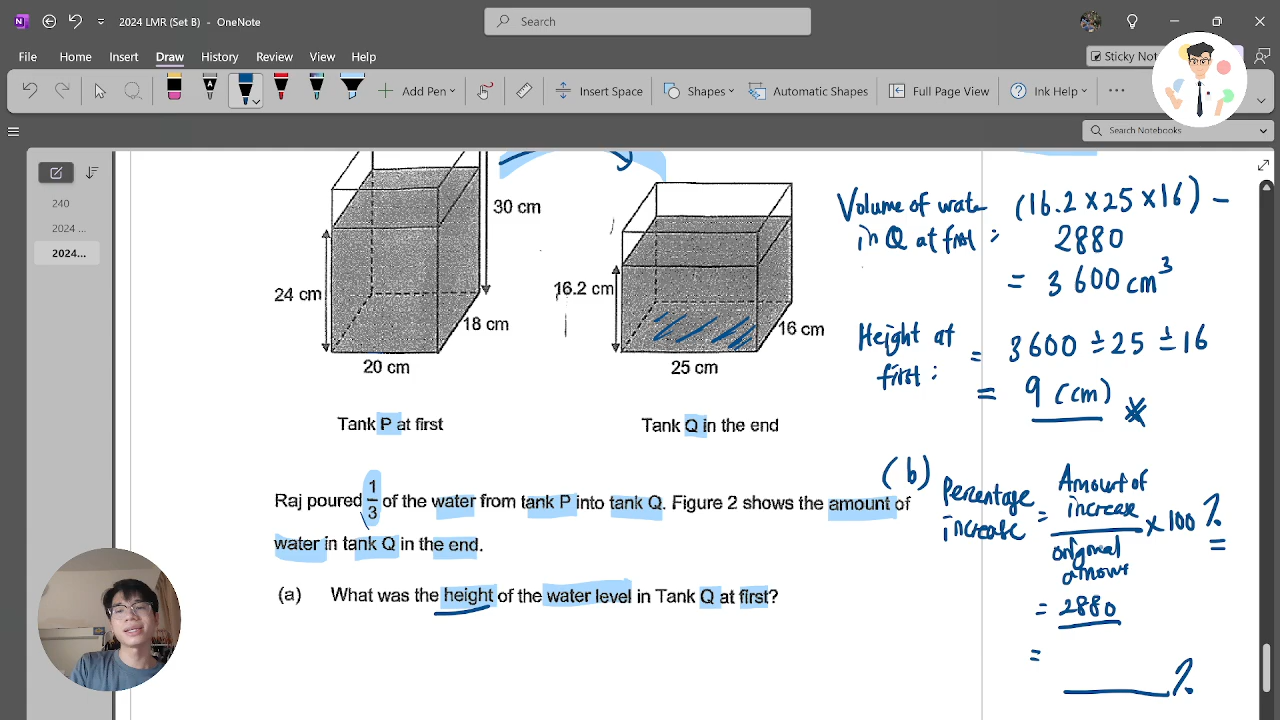 2024 LMR (Set B) - OneNote
Search
File
Home
Insert
Draw
History
Review
View
Help
Sticky Not
Add Pen
Insert Space
Shapes
Automatic Shapes
Full Page View
Ink Help
Search Notebooks
240
2024 ...
2024...
30 cm
24 cm
18 cm
20 cm
16.2 cm
16 cm
25 cm
Tank P at first
Tank Q in the end
Raj poured 1/3 of the water from tank P into tank Q. Figure 2 shows the amount of
water in tank Q in the end.
(a) What was the height of the water level in Tank Q at first?
Volume of water (16.2 × 25 × 16) -
in Q at first : 2880
= 3600 cm³
Height at
first : = 3600 ÷ 25 ÷ 16
= 9 (cm)
(b)
Percentage
increase = Amount of increase / original amount × 100 %
= 2880
= %